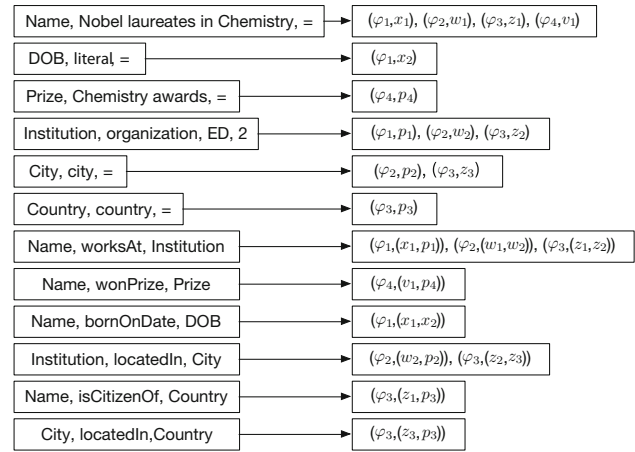 Name, Nobel laureates in Chemistry, = (φ₁,x₁), (φ₂,w₁), (φ₃,z₁), (φ₄,v₁)
DOB, literal, = (φ₁,x₂)
Prize, Chemistry awards, = (φ₄,p₄)
Institution, organization, ED, 2 (φ₁,p₁), (φ₂,w₂), (φ₃,z₂)
City, city, = (φ₂,p₂), (φ₃,z₃)
Country, country, = (φ₃,p₃)
Name, worksAt, Institution (φ₁,(x₁,p₁)), (φ₂,(w₁,w₂)), (φ₃,(z₁,z₂))
Name, wonPrize, Prize (φ₄,(v₁,p₄))
Name, bornOnDate, DOB (φ₁,(x₁,x₂))
Institution, locatedIn, City (φ₂,(w₂,p₂)), (φ₃,(z₂,z₃))
Name, isCitizenOf, Country (φ₃,(z₁,p₃))
City, locatedIn,Country (φ₃,(z₃,p₃))